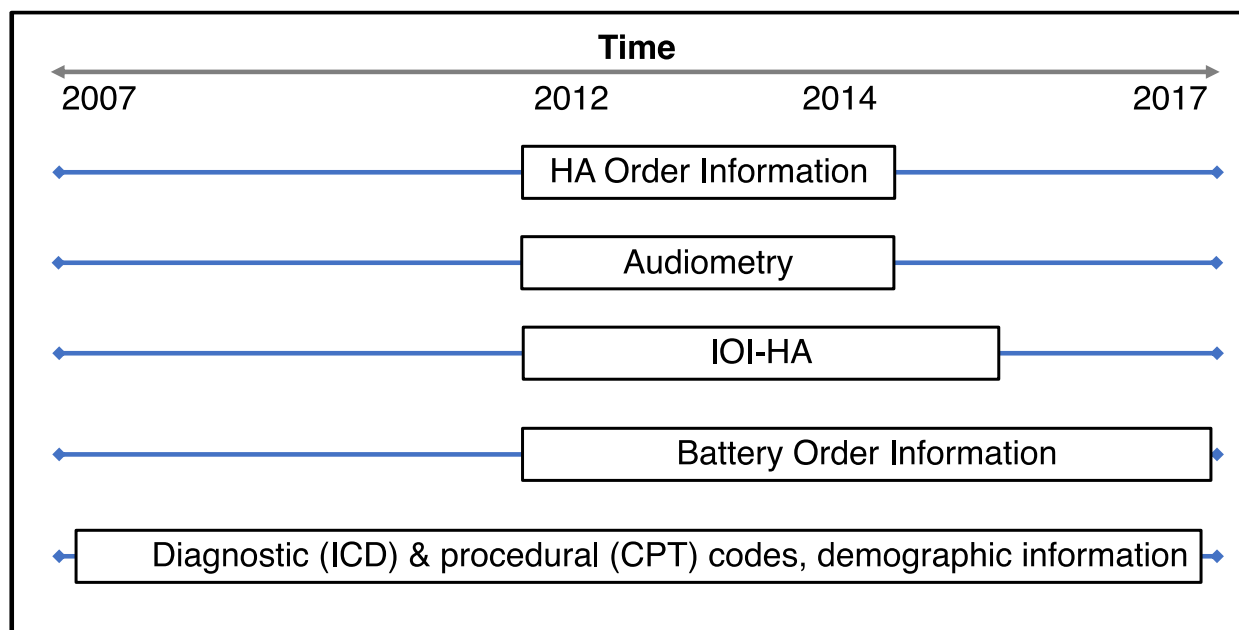 Time
2007 2012 2014 2017
HA Order Information
Audiometry
IOI-HA
Battery Order Information
Diagnostic (ICD) & procedural (CPT) codes, demographic information